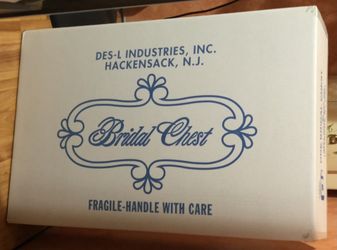 DES-L INDUSTRIES, INC.
HACKENSACK, N.J.
Bridal Chest
FRAGILE-HANDLE WITH CARE